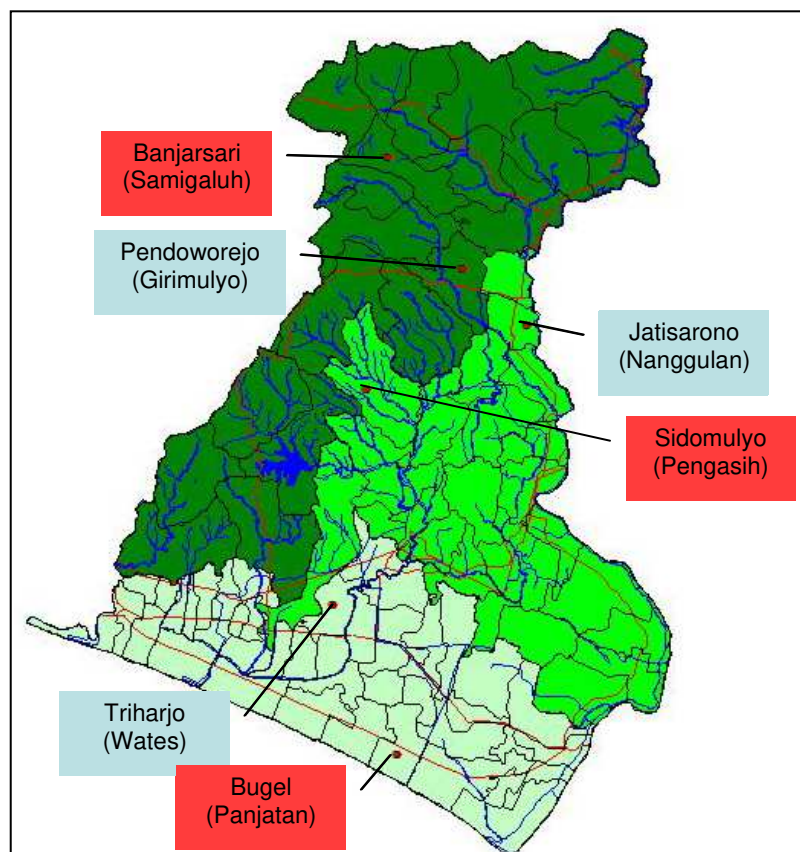 Banjarsari
(Samigaluh)
Pendoworejo
(Girimulyo)
Jatisarono
(Nanggulan)
Sidomulyo
(Pengasih)
Triharjo
(Wates)
Bugel
(Panjatan)